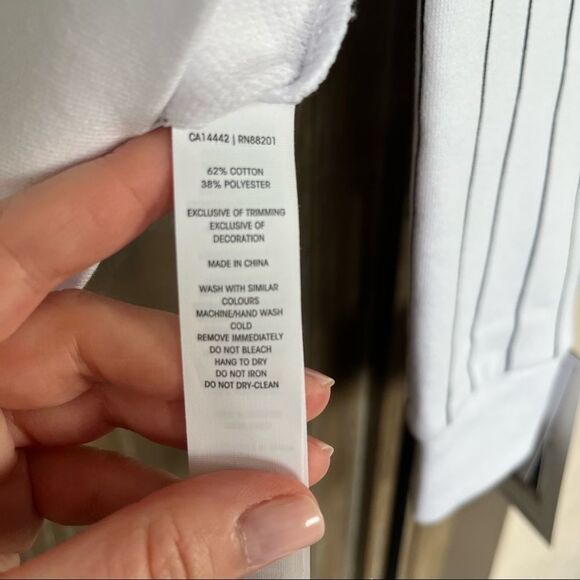 CA14442 | RN88201
62% COTTON
38% POLYESTER
EXCLUSIVE OF TRIMMING
EXCLUSIVE OF
DECORATION
MADE IN CHINA
WASH WITH SIMILAR
COLOURS
MACHINE/HAND WASH
COLD
REMOVE IMMEDIATELY
DO NOT BLEACH
HANG TO DRY
DO NOT IRON
DO NOT DRY-CLEAN